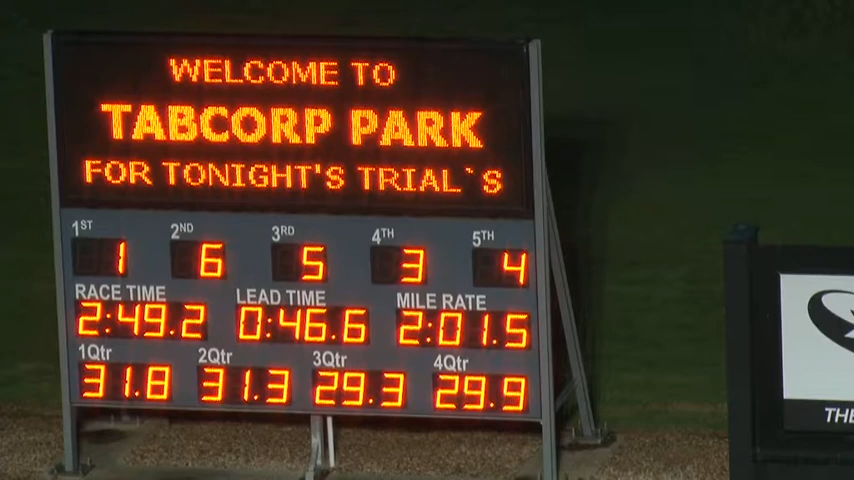 WELCOME TO
TABCORP PARK
FOR TONIGHT'S TRIAL`S
1ST 2ND 3RD 4TH 5TH
1 6 5 3 4
RACE TIME LEAD TIME MILE RATE
2:49.2 0:46.6 2:01.5
1Qtr 2Qtr 3Qtr 4Qtr
31.8 31.3 29.3 29.9
THE